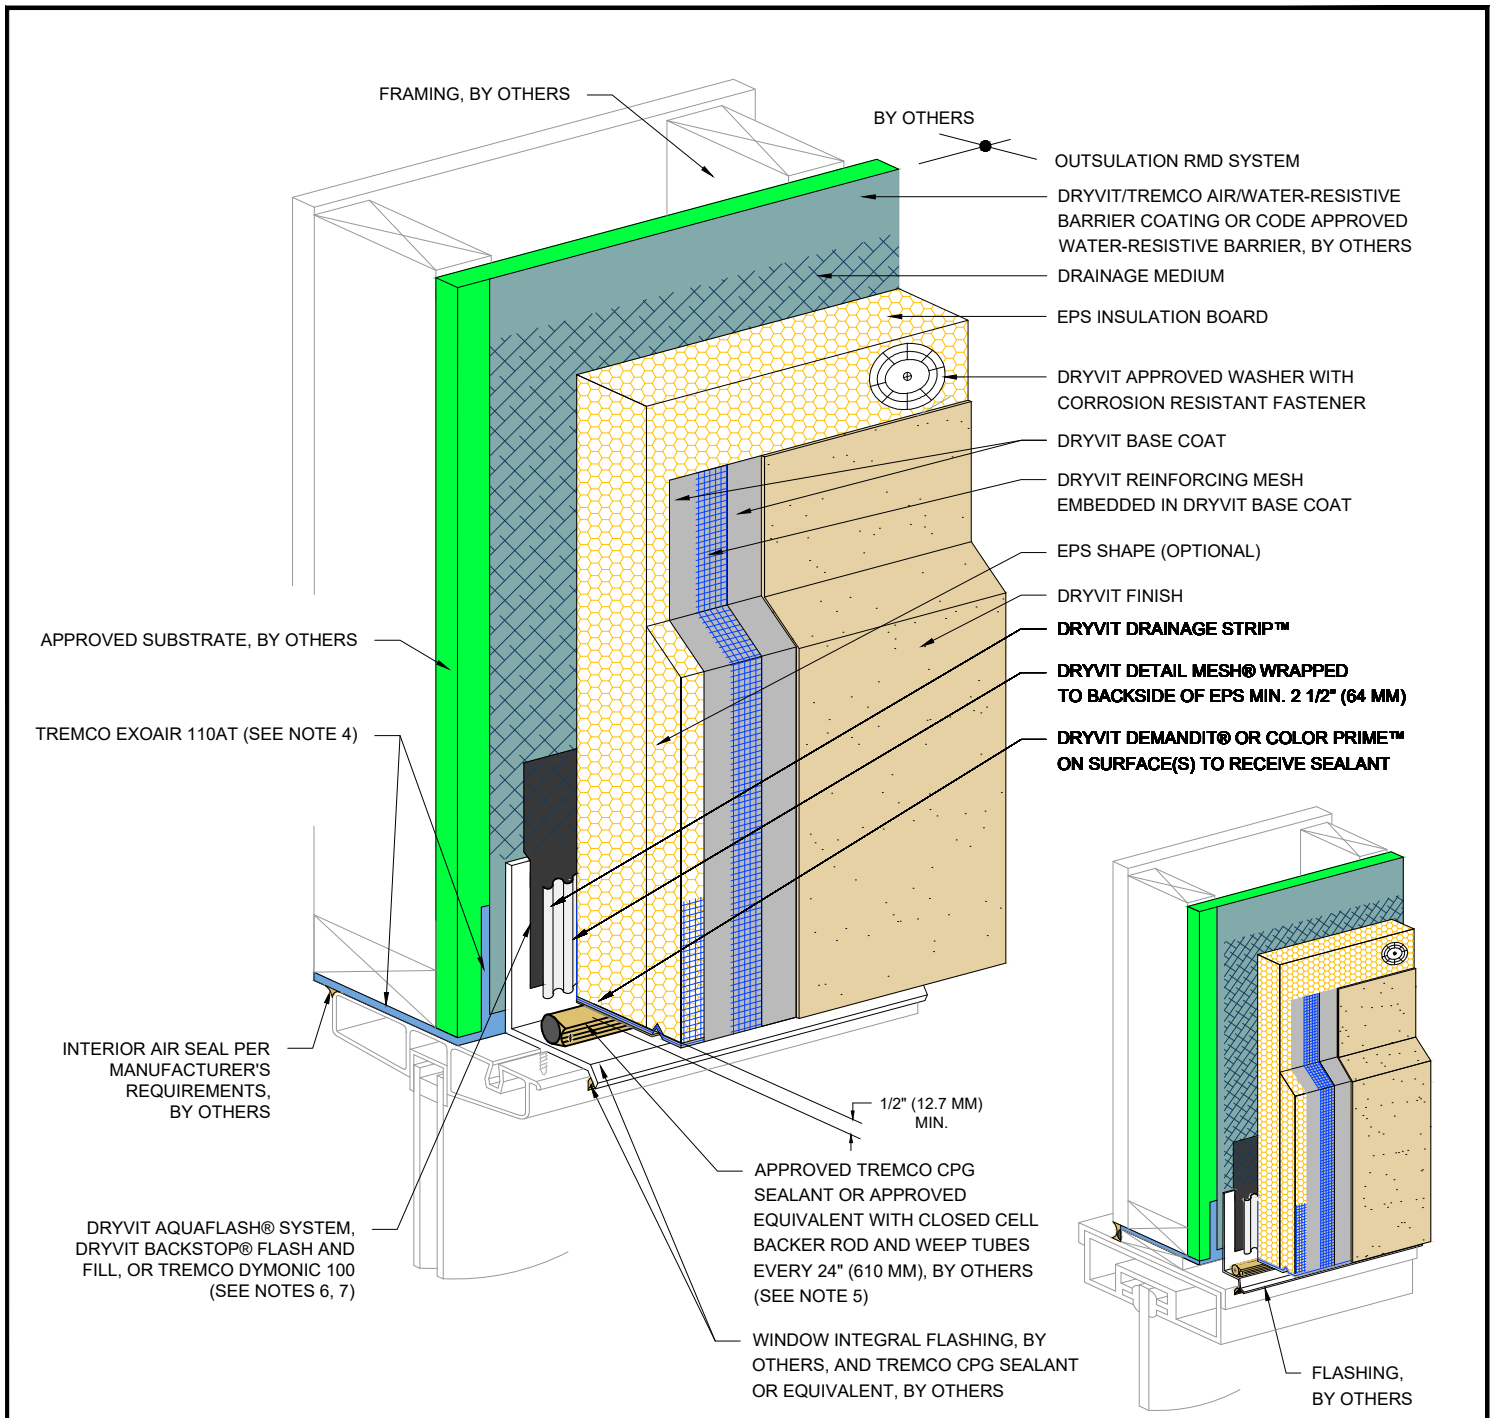 FRAMING, BY OTHERS
BY OTHERS
OUTSULATION RMD SYSTEM
DRYVIT/TREMCO AIR/WATER-RESISTIVE
BARRIER COATING OR CODE APPROVED
WATER-RESISTIVE BARRIER, BY OTHERS
DRAINAGE MEDIUM
EPS INSULATION BOARD
DRYVIT APPROVED WASHER WITH
CORROSION RESISTANT FASTENER
DRYVIT BASE COAT
DRYVIT REINFORCING MESH
EMBEDDED IN DRYVIT BASE COAT
EPS SHAPE (OPTIONAL)
DRYVIT FINISH
DRYVIT DRAINAGE STRIP™
DRYVIT DETAIL MESH® WRAPPED
TO BACKSIDE OF EPS MIN. 2 1/2" (64 MM)
DRYVIT DEMANDIT® OR COLOR PRIME™
ON SURFACE(S) TO RECEIVE SEALANT
APPROVED SUBSTRATE, BY OTHERS
TREMCO EXOAIR 110AT (SEE NOTE 4)
INTERIOR AIR SEAL PER
MANUFACTURER'S
REQUIREMENTS,
BY OTHERS
DRYVIT AQUAFLASH® SYSTEM,
DRYVIT BACKSTOP® FLASH AND
FILL, OR TREMCO DYMONIC 100
(SEE NOTES 6, 7)
1/2" (12.7 MM)
MIN.
APPROVED TREMCO CPG
SEALANT OR APPROVED
EQUIVALENT WITH CLOSED CELL
BACKER ROD AND WEEP TUBES
EVERY 24" (610 MM), BY OTHERS
(SEE NOTE 5)
WINDOW INTEGRAL FLASHING, BY
OTHERS, AND TREMCO CPG SEALANT
OR EQUIVALENT, BY OTHERS
FLASHING,
BY OTHERS